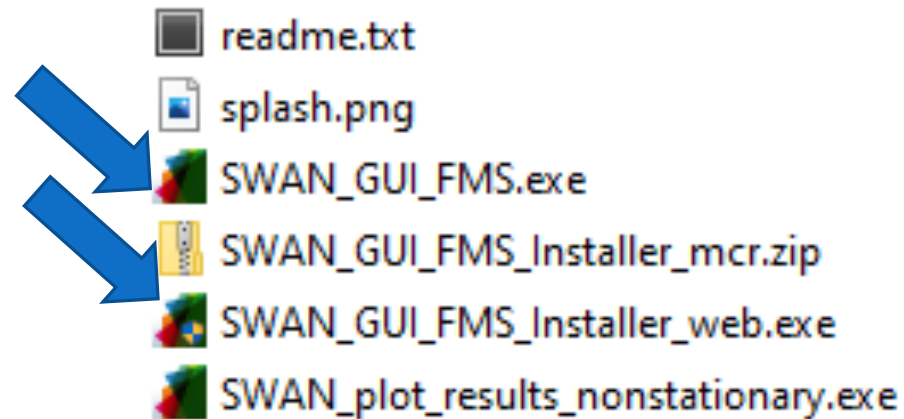 readme.txt
splash.png
SWAN_GUI_FMS.exe
SWAN_GUI_FMS_Installer_mcr.zip
SWAN_GUI_FMS_Installer_web.exe
SWAN_plot_results_nonstationary.exe